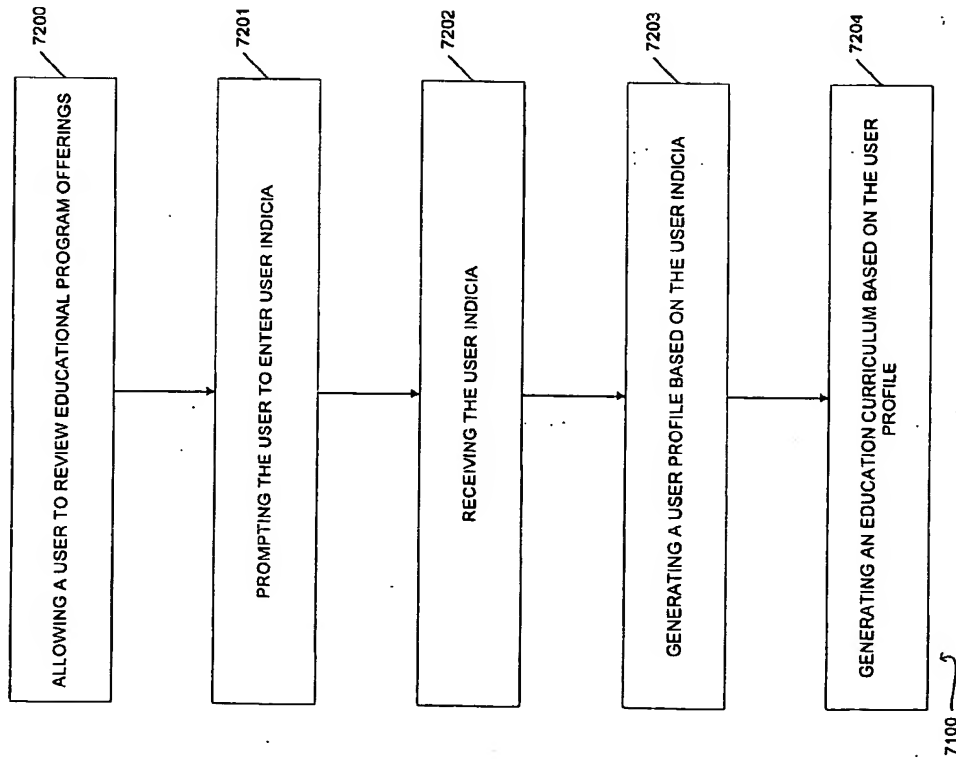 7200
ALLOWING A USER TO REVIEW EDUCATIONAL PROGRAM OFFERINGS
7201
PROMPTING THE USER TO ENTER USER INDICIA
7202
RECEIVING THE USER INDICIA
7203
GENERATING A USER PROFILE BASED ON THE USER INDICIA
7204
GENERATING AN EDUCATION CURRICULUM BASED ON THE USER
PROFILE
7100